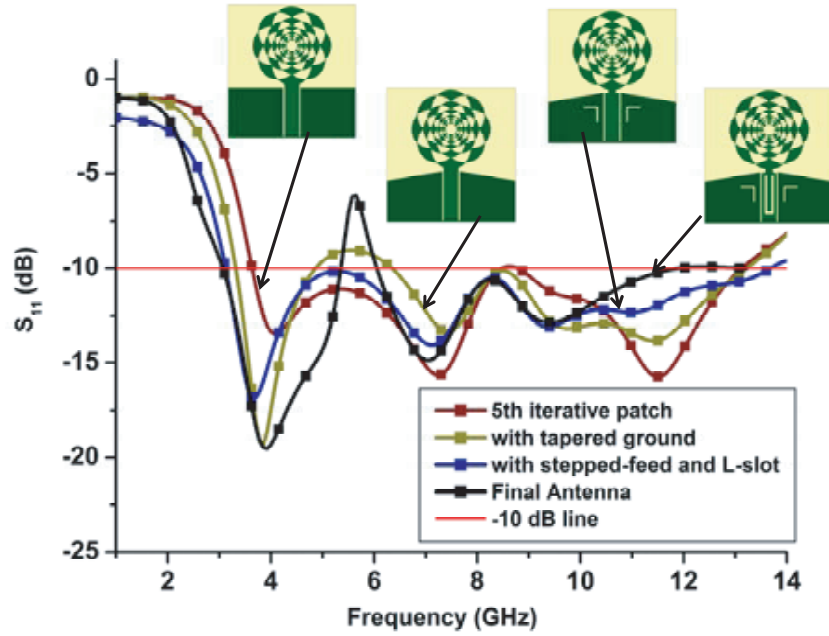 0
-5
-10
-15
-20
-25
S11 (dB)
5th iterative patch
with tapered ground
with stepped-feed and L-slot
Final Antenna
-10 dB line
2 4 6 8 10 12 14
Frequency (GHz)